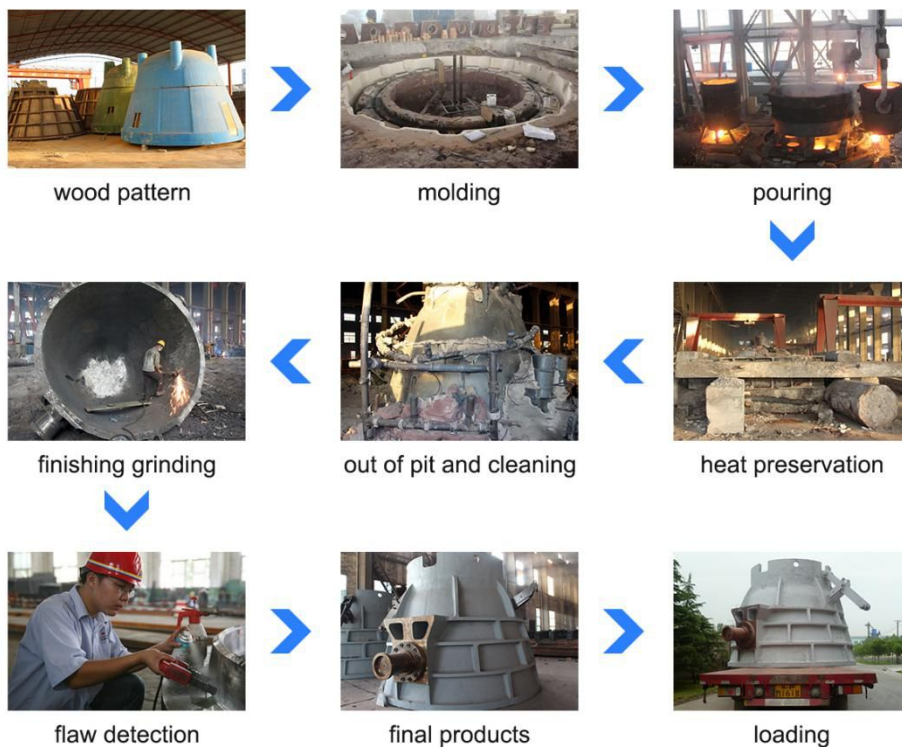 wood pattern
molding
pouring
heat preservation
out of pit and cleaning
finishing grinding
flaw detection
final products
loading